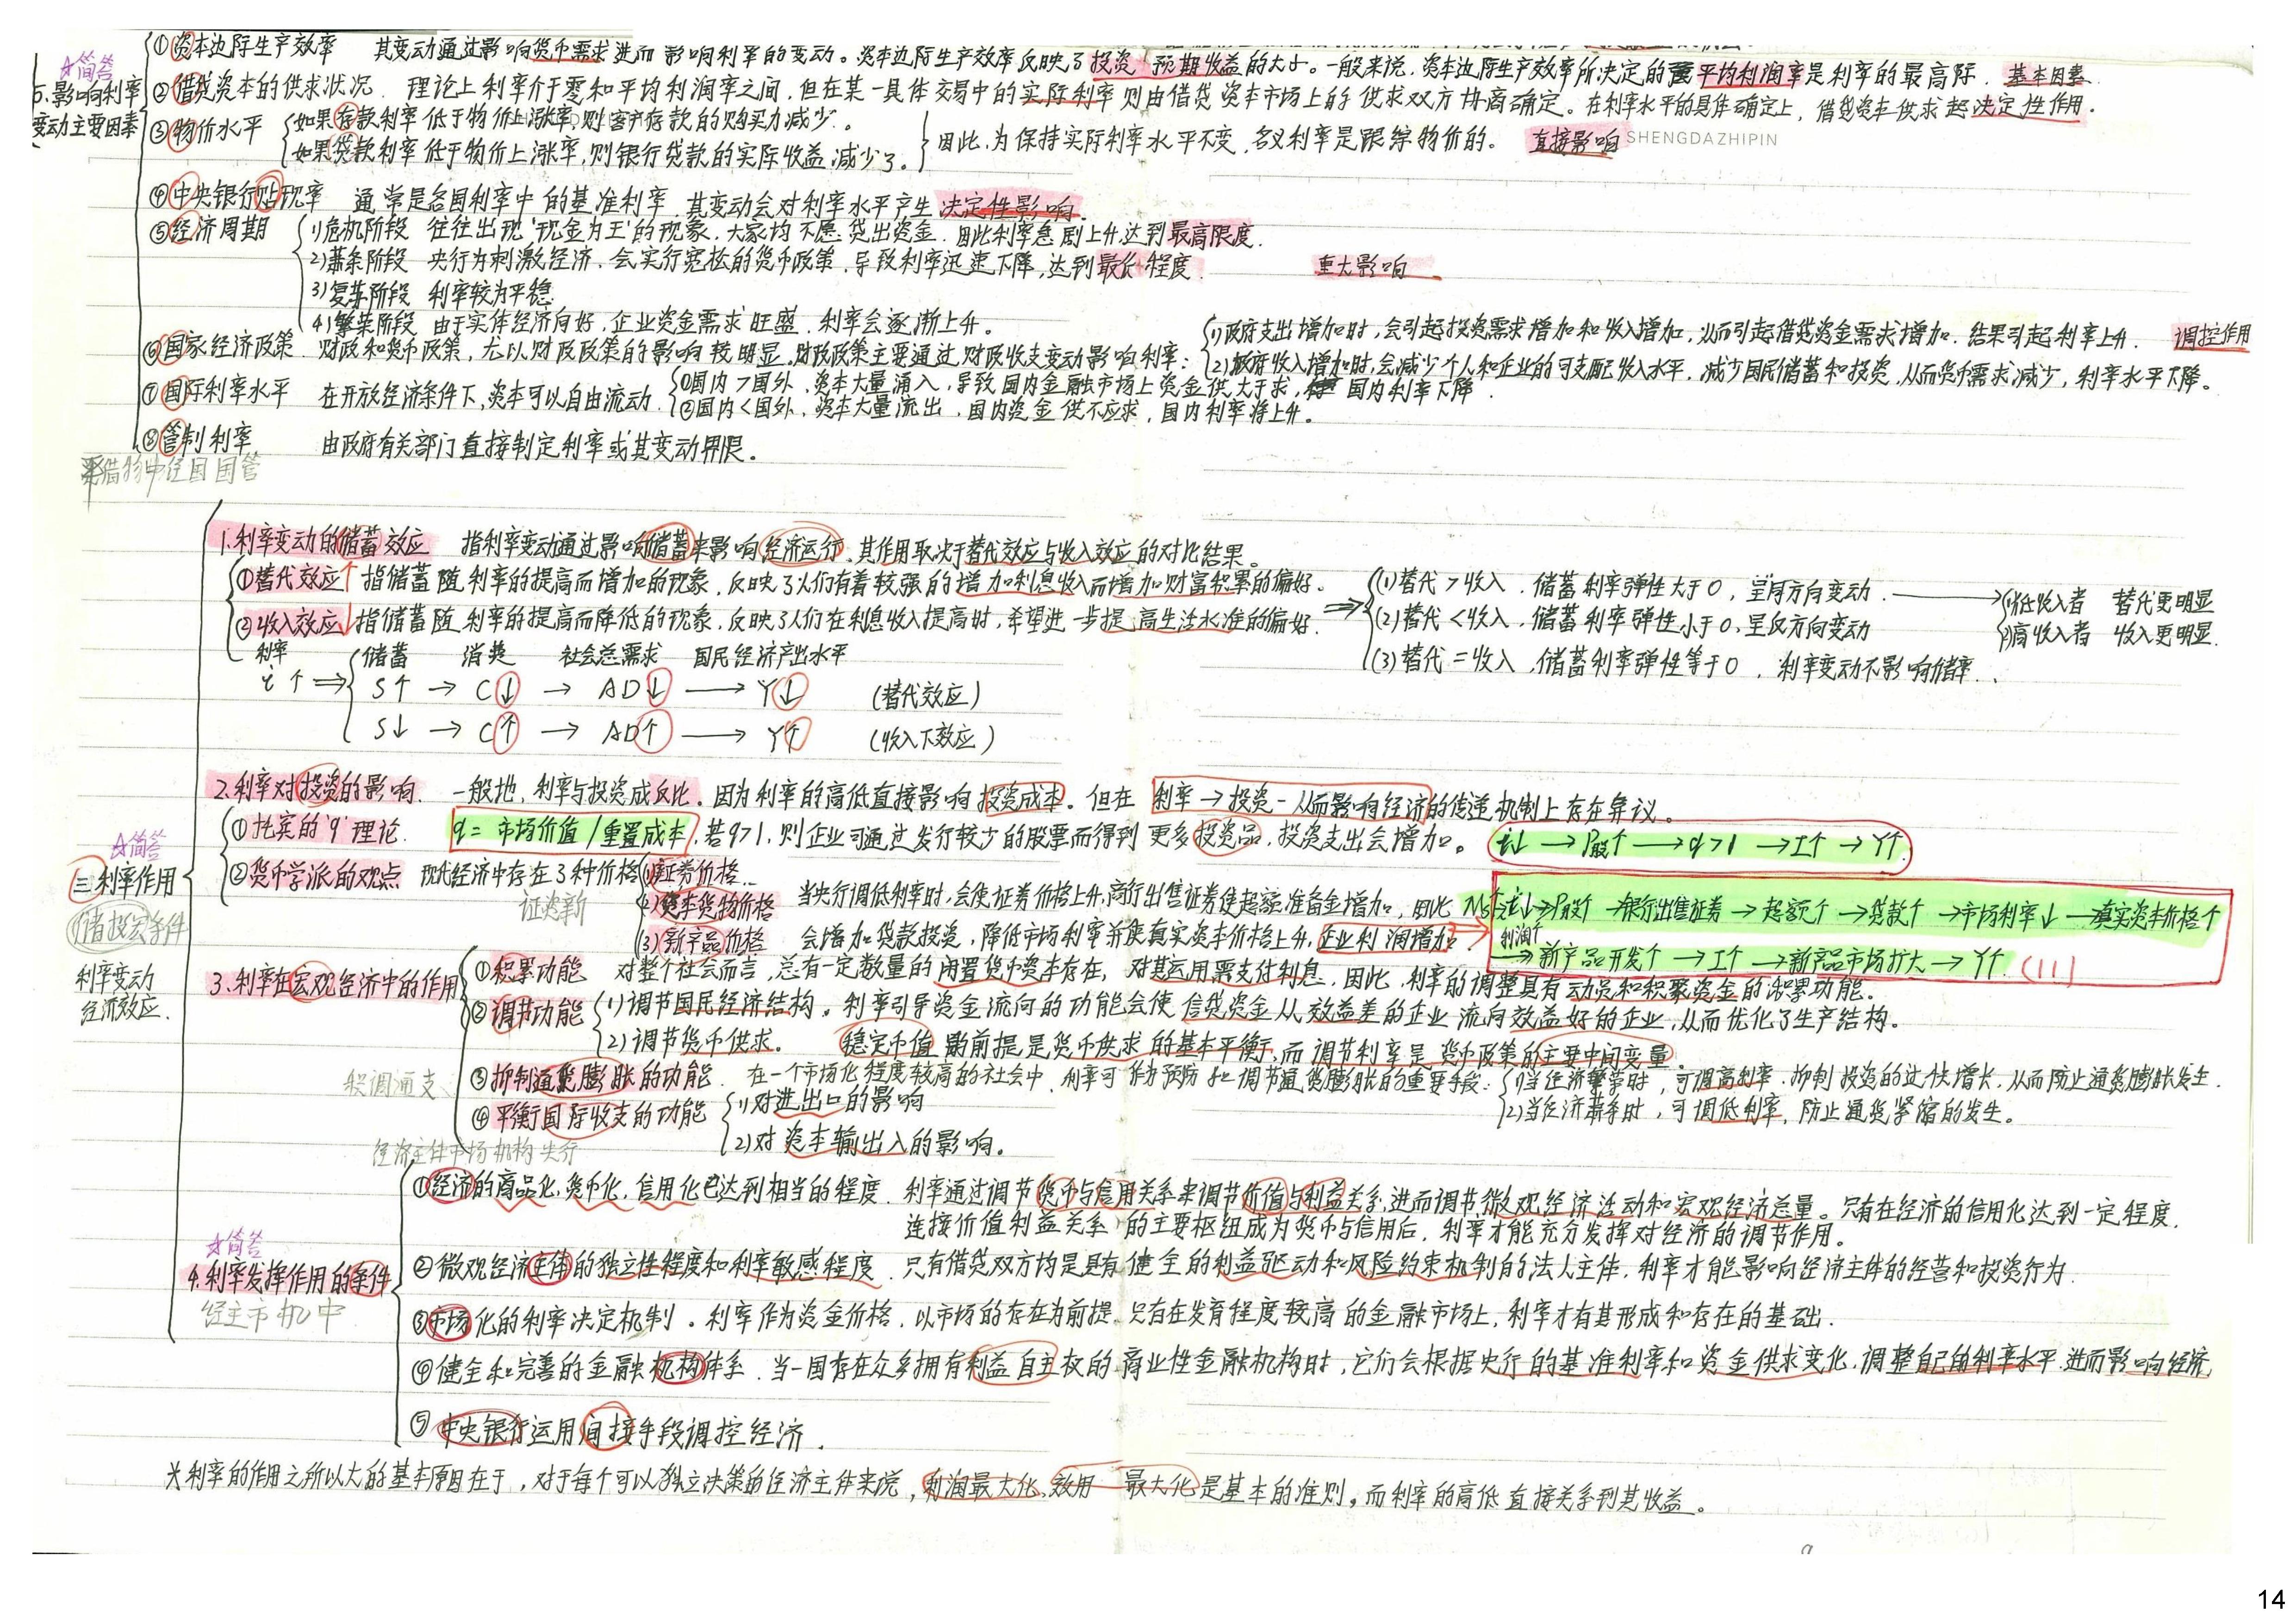 ☆简答
5.影响利率变动主要因素
①资本边际生产效率 其变动通过影响货币需求进而影响利率的变动。资本边际生产效率反映了投资预期收益的大小。一般来说,资本边际生产效率所决定的平均利润率是利率的最高际. 基本因素
②借贷资本的供求状况. 理论上利率介于零和平均利润率之间,但在某一具体交易中的实际利率则由借贷资本市场上的供求双方协商确定。在利率水平的具体确定上,借贷资本供求起决定性作用.
③物价水平
如果存款利率低于物价上涨率,则客户存款的购买力减少。
如果贷款利率低于物价上涨率,则银行贷款的实际收益减少了。
因此,为保持实际利率水平不变,名义利率是跟综物价的。 直接影响
SHENGDAZHIPIN
④中央银行贴现率 通常是各国利率中的基准利率,其变动会对利率水平产生决定性影响.
⑤经济周期
1)危机阶段 往往出现'现金为王'的现象,大家均不愿贷出资金.因此利率急剧上升,达到最高限度.
2)萧条阶段 央行为刺激经济,会实行宽松的货币政策,导致利率迅速下降,达到最低程度. 重大影响
3)复苏阶段 利率较为平稳
4)繁荣阶段 由于实体经济向好,企业资金需求旺盛,利率会逐渐上升。
⑥国家经济政策. 财政和货币政策,尤以财政政策的影响较明显.财政政策主要通过财政收支变动影响利率:
(1)政府支出增加时,会引起投资需求增加和收入增加,从而引起借贷资金需求增加.结果引起利率上升. 调控作用
(2)政府收入增加时,会减少个人和企业的可支配收入水平,减少国民储蓄和投资,从而货币需求减少,利率水平下降。
⑦国际利率水平 在开放经济条件下,资本可以自由流动.
①国内>国外,资本大量涌入,导致国内金融市场上资金供大于求,国内利率下降.
②国内<国外,资本大量流出,国内资金供不应求,国内利率将上升。
⑧管制利率 由政府有关部门直接制定利率或其变动界限。
借物中经国国管
1.利率变动的储蓄效应 指利率变动通过影响储蓄来影响经济运行,其作用取决于替代效应与收入效应的对比结果。
①替代效应↑ 指储蓄随利率的提高而增加的现象,反映了人们有着较强的增加利息收入而增加财富积累的偏好.
②收入效应↓ 指储蓄随利率的提高而降低的现象,反映了人们在利息收入提高时,希望进一步提高生活水准的偏好.
⇒
(1)替代>收入,储蓄利率弹性大于0,呈同方向变动. →
(2)替代<收入,储蓄利率弹性小于0,呈反方向变动
(3)替代=收入,储蓄利率弹性等于0,利率变动不影响储率.
(1)低收入者 替代更明显
(2)高收入者 收入更明显.
利率 储蓄 消费 社会总需求 国民经济产出水平
i↑ ⇒
S↑ → C↓ → AD↓ → Y↓ (替代效应)
S↓ → C↑ → AD↑ → Y↑ (收入下效应)
2.利率对投资的影响. 一般地,利率与投资成反比。因为利率的高低直接影响投资成本。但在利率→投资-从而影响经济的传递机制上存在异议。
①托宾的'q'理论. q=市场价值/重置成本,若q>1,则企业可通过发行较少的股票而得到更多投资品,投资支出会增加。 i↓→P股↑→q>1→I↑→Y↑
☆简答
三.利率作用
储投宏条件
利率变动经济效应.
②货币学派的观点 现代经济中存在3种价格
(1)证券价格..
(2)资本货物价格
(3)新产品价格
证资新
当央行调低利率时,会使证券价格上升,商行出售证券使超额准备金增加,因此
会增加贷款投资,降低市场利率并使真实资本价格上升,企业利润增加
Ms↑→i↓→P股↑→银行出售证券→超额↑→贷款↑→市场利率↓→真实资本价格↑
利润↑
→新产品开发↑→I↑→新产品市场扩大→Y↑.(11)
3.利率在宏观经济中的作用
①积累功能 对整个社会而言,总有一定数量的闲置货币资本存在,对其运用需支付利息,因此,利率的调整具有动员和积聚资金的积累功能.
②调节功能
(1)调节国民经济结构。利率引导资金流向的功能会使信贷资金从效益差的企业流向效益好的企业,从而优化了生产结构。
(2)调节货币供求。 稳定币值的前提是货币供求的基本平衡,而调节利率是货币政策的主要中间变量.
积调通支
③抑制通货膨胀的功能. 在一个市场化程度较高的社会中,利率可作为预防和调节通货膨胀的重要手段:
(1)当经济繁荣时,可调高利率,抑制投资的过快增长,从而防止通货膨胀发生.
(2)当经济萧条时,可调低利率,防止通货紧缩的发生。
④平衡国际收支的功能
1)对进出口的影响
2)对资本输出入的影响。
经济主体市场机构央行
①经济的商品化,货币化,信用化已达到相当的程度. 利率通过调节货币与信用关系来调节价值与利益关系,进而调节微观经济活动和宏观经济总量。只有在经济的信用化达到一定程度,
连接价值利益关系的主要枢纽成为货币与信用后,利率才能充分发挥对经济的调节作用。
☆简答
4.利率发挥作用的条件
经主市机中
②微观经济主体的独立性程度和利率敏感程度. 只有借贷双方均是具有健全的利益驱动和风险约束机制的法人主体,利率才能影响经济主体的经营和投资行为.
③市场化的利率决定机制。利率作为资金价格,以市场的存在为前提,只有在发育程度较高的金融市场上,利率才有其形成和存在的基础.
④健全和完善的金融机构体系. 当一国存在众多拥有利益自主权的商业性金融机构时,它们会根据央行的基准利率和资金供求变化,调整自己的利率水平,进而影响经济.
⑤中央银行运用间接手段调控经济.
☆利率的作用之所以大的基本原因在于,对于每个可以独立决策的经济主体来说,利润最大化、效用最大化是基本的准则。而利率的高低直接关系到其收益。
14